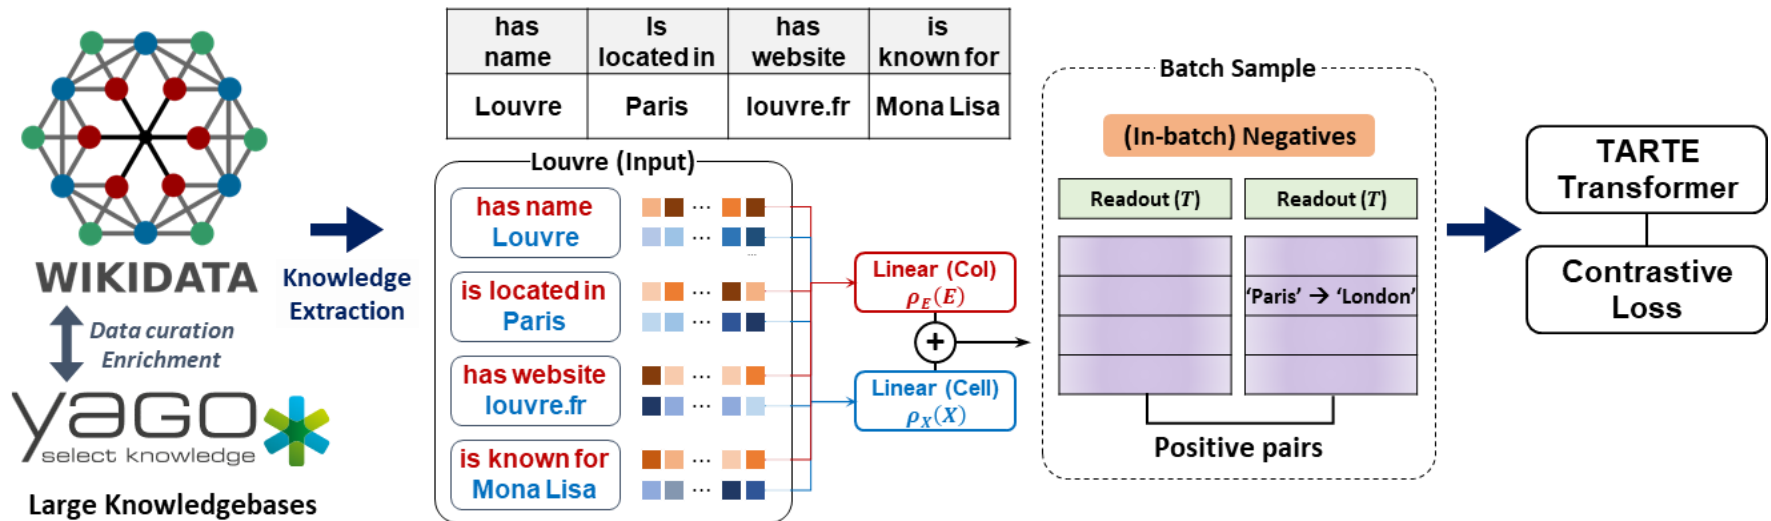 WIKIDATA
Data curation
Enrichment
yAGO
select knowledge
Large Knowledgebases
Knowledge
Extraction
has name
Is located in
has website
is known for
Louvre
Paris
louvre.fr
Mona Lisa
Louvre (Input)
has name
Louvre
...
...
...
is located in
Paris
...
...
has website
louvre.fr
...
...
is known for
Mona Lisa
...
...
Linear (Col)
ρ_E(E)
+
Linear (Cell)
ρ_X(X)
Batch Sample
(In-batch) Negatives
Readout (T)
Readout (T)
'Paris' → 'London'
Positive pairs
TARTE
Transformer
Contrastive
Loss